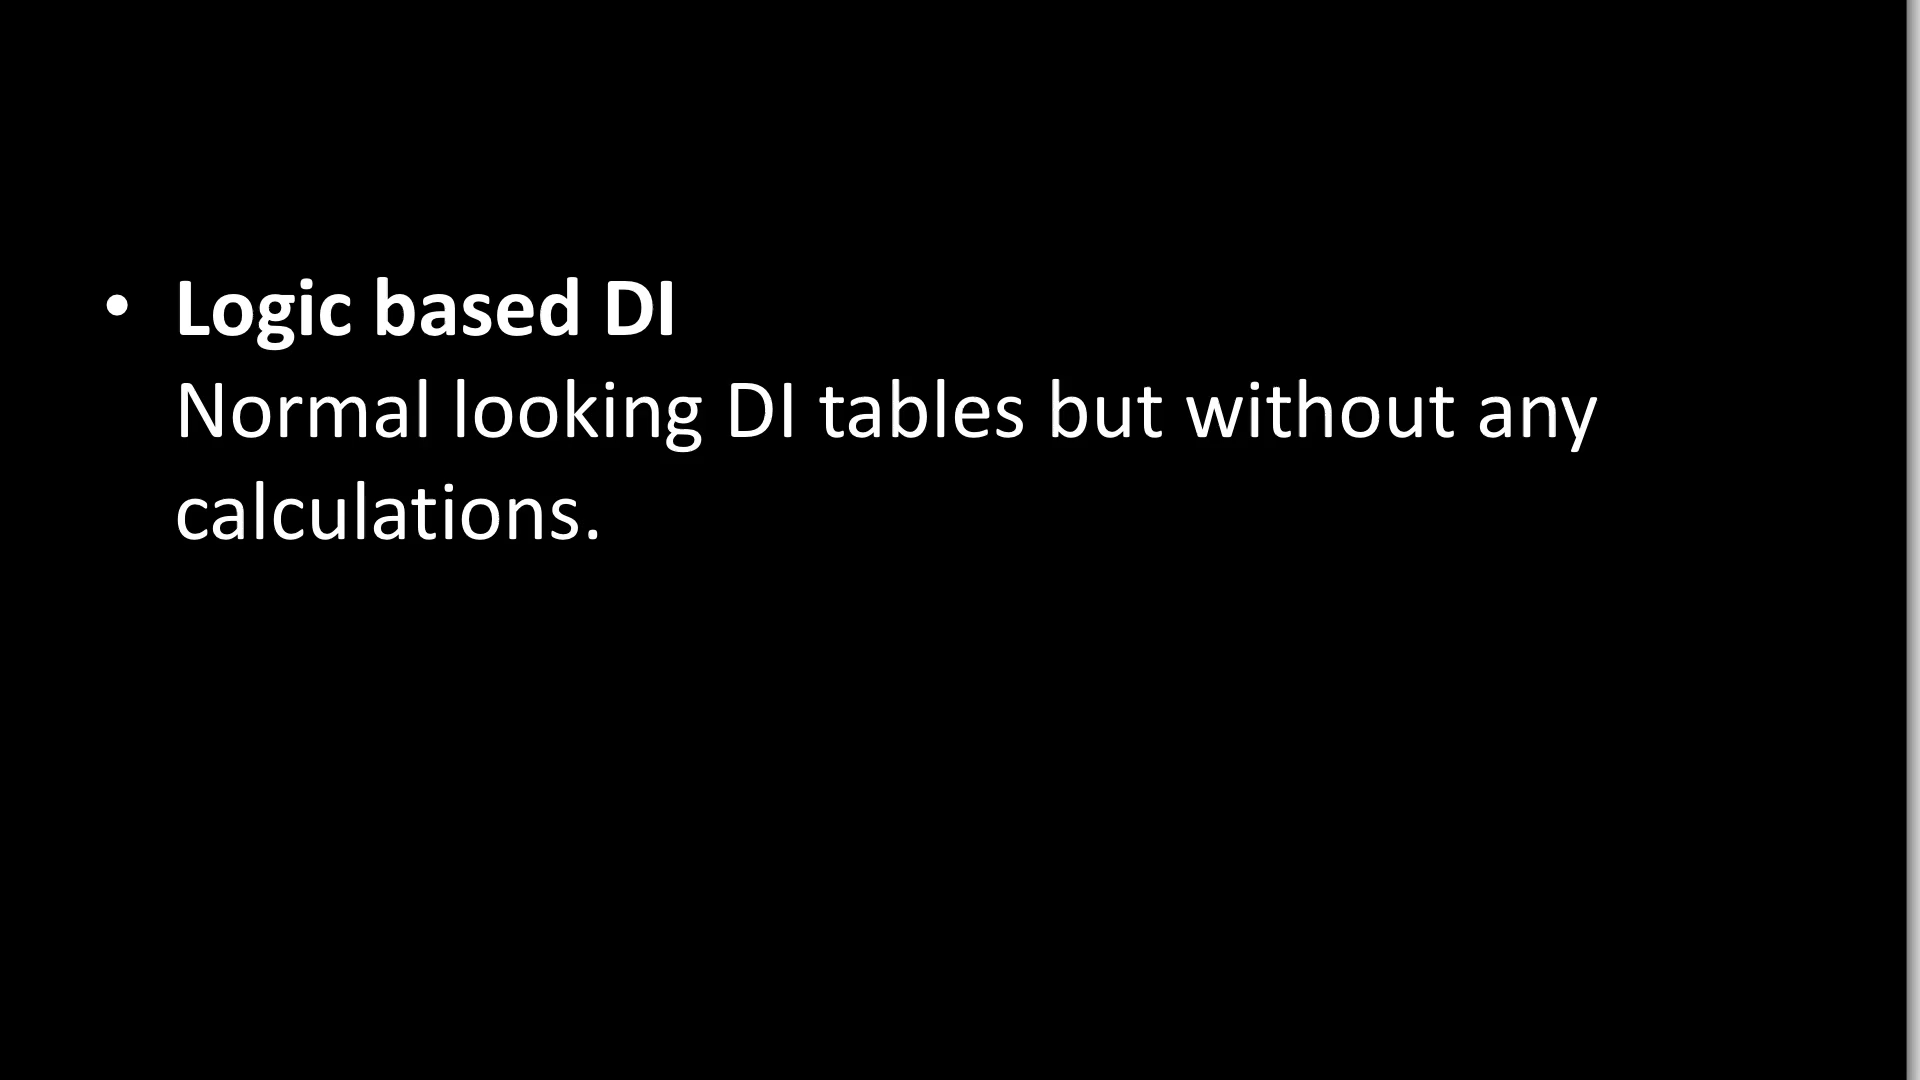 • Logic based DI
Normal looking DI tables but without any
calculations.